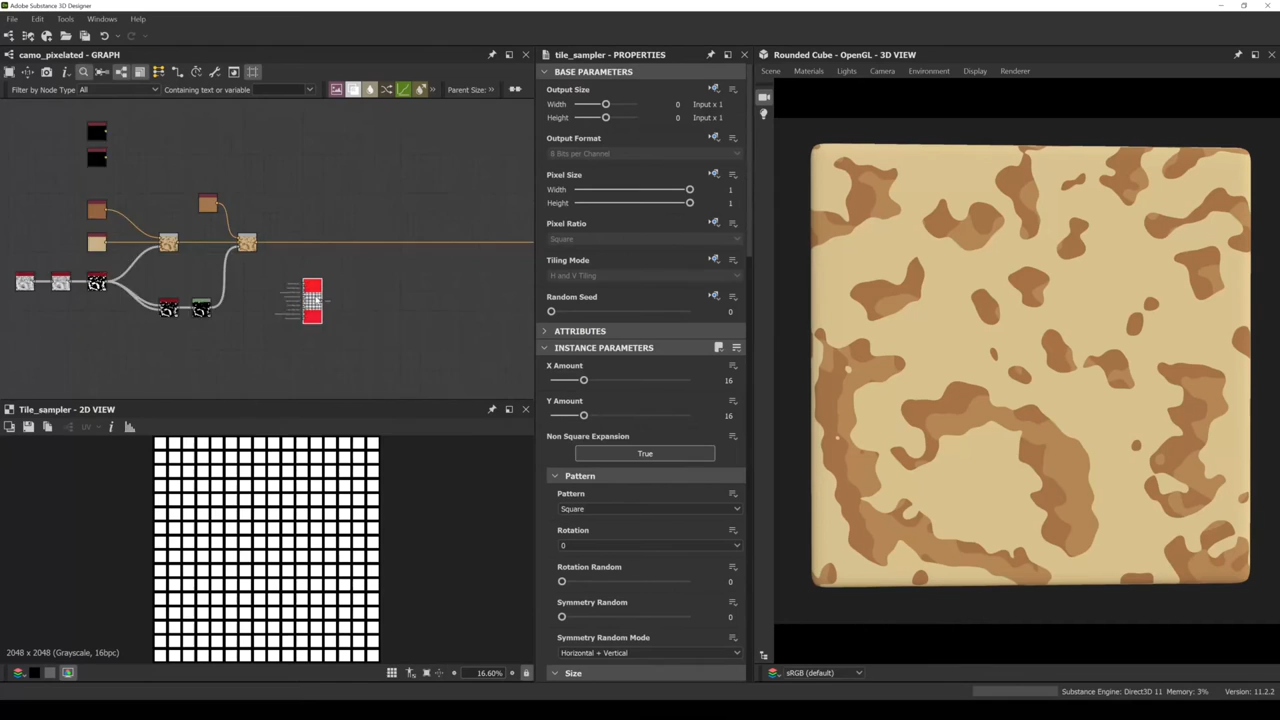 Adobe Substance 3D Designer
File Edit Tools Windows Help
camo_pixelated - GRAPH
Filter by Node Type All Containing text or variable Parent Size:
Tile_sampler - 2D VIEW
UV
2048 x 2048 (Grayscale, 16bpc)
16.60%
tile_sampler - PROPERTIES
BASE PARAMETERS
Output Size
Width 0 Input x 1
Height 0 Input x 1
Output Format
8 Bits per Channel
Pixel Size
Width 1
Height 1
Pixel Ratio
Square
Tiling Mode
H and V Tiling
Random Seed
0
ATTRIBUTES
INSTANCE PARAMETERS
X Amount
16
Y Amount
16
Non Square Expansion
True
Pattern
Pattern
Square
Rotation
0
Rotation Random
0
Symmetry Random
0
Symmetry Random Mode
Horizontal + Vertical
Size
Rounded Cube - OpenGL - 3D VIEW
Scene Materials Lights Camera Environment Display Renderer
sRGB (default)
Substance Engine: Direct3D 11 Memory: 3% Version: 11.2.2